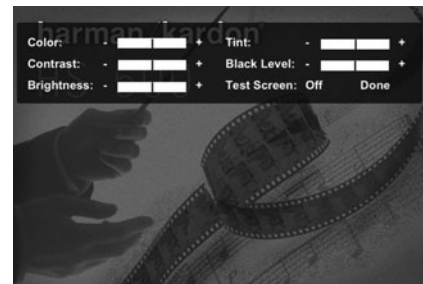 harman/kardon
Color: - + Tint: - +
Contrast: - + Black Level: - +
Brightness: - + Test Screen: Off Done